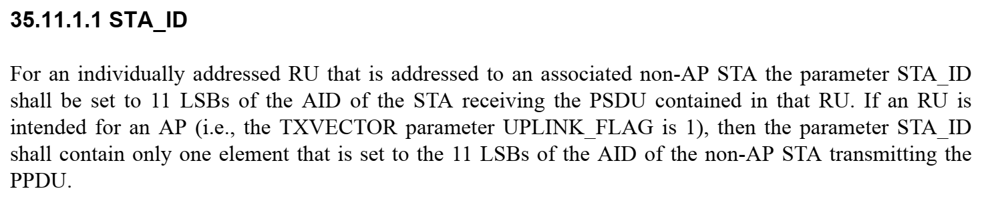 35.11.1.1 STA_ID
For an individually addressed RU that is addressed to an associated non-AP STA the parameter STA_ID
shall be set to 11 LSBs of the AID of the STA receiving the PSDU contained in that RU. If an RU is
intended for an AP (i.e., the TXVECTOR parameter UPLINK_FLAG is 1), then the parameter STA_ID
shall contain only one element that is set to the 11 LSBs of the AID of the non-AP STA transmitting the
PPDU.